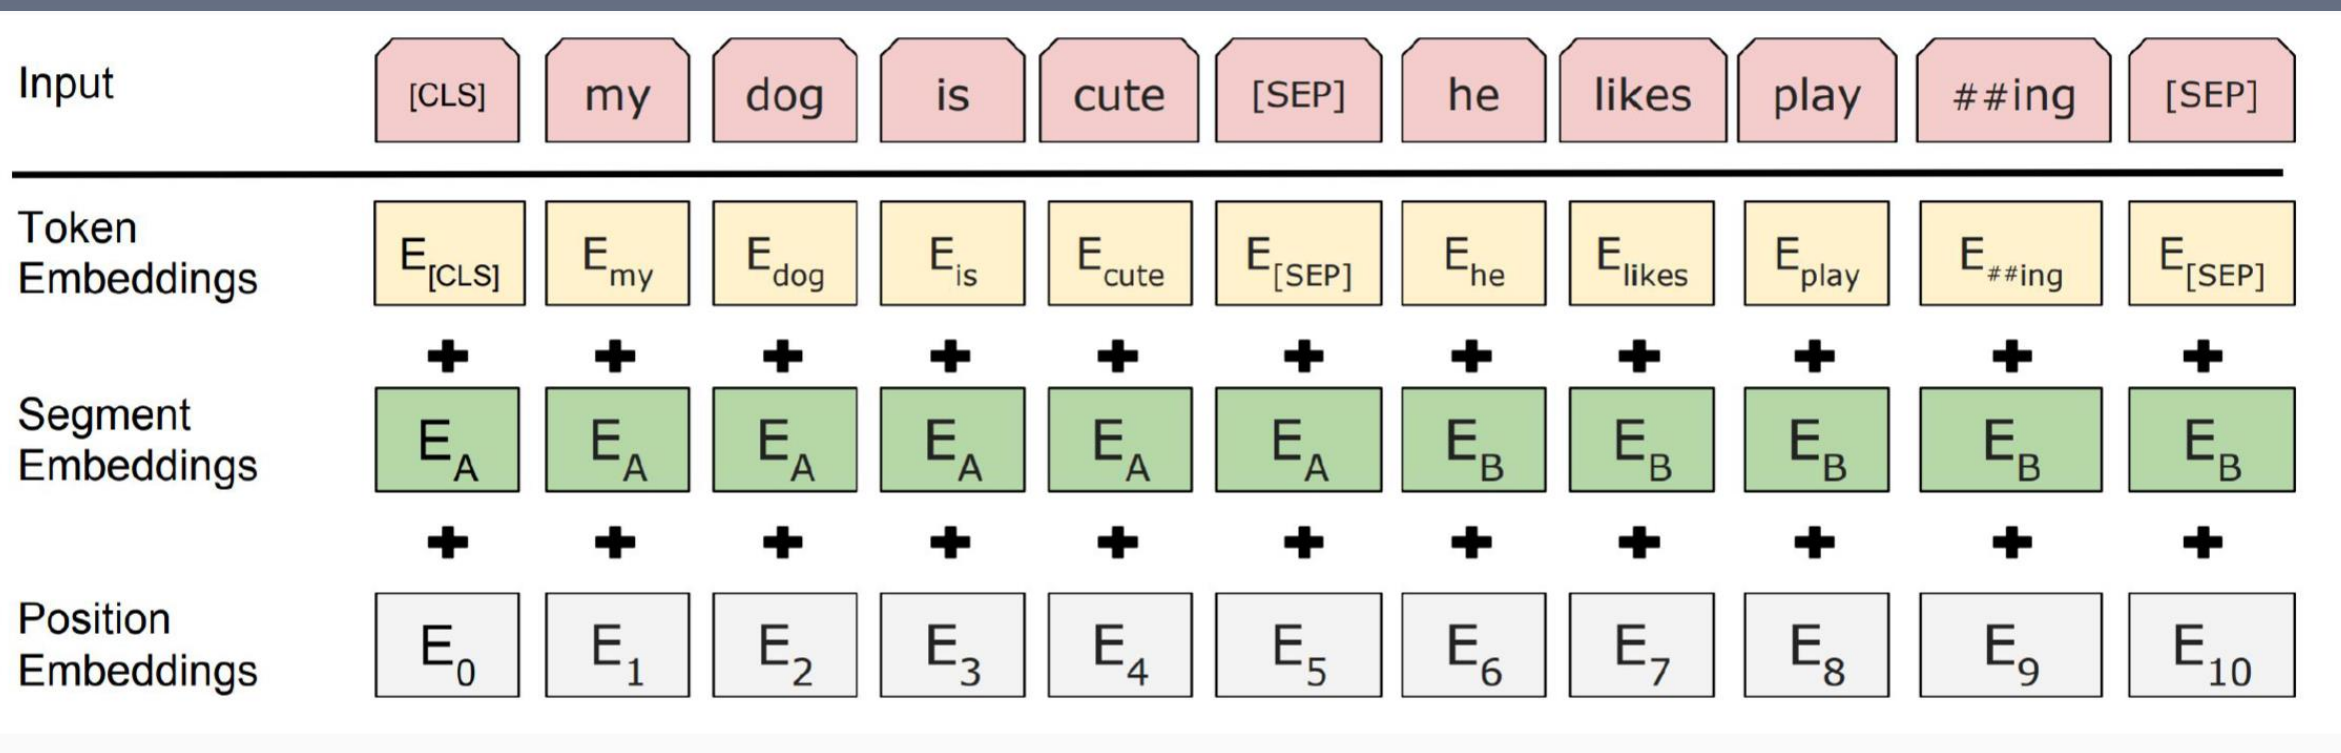 Input [CLS] my dog is cute [SEP] he likes play ##ing [SEP]
Token
Embeddings
E[CLS] Emy Edog Eis Ecute E[SEP] Ehe Elikes Eplay E##ing E[SEP]
+ + + + + + + + + + +
Segment
Embeddings
EA EA EA EA EA EA EB EB EB EB EB
+ + + + + + + + + + +
Position
Embeddings
E0 E1 E2 E3 E4 E5 E6 E7 E8 E9 E10